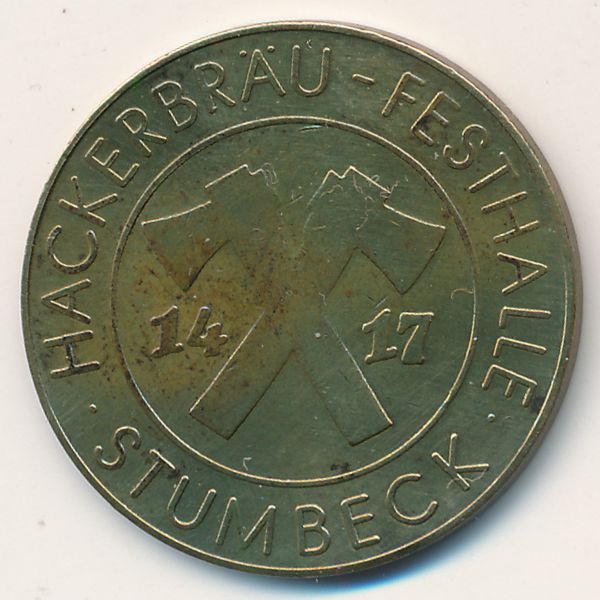 HACKERBRÄU - FESTHALLE
· STUMBECK ·
14 17